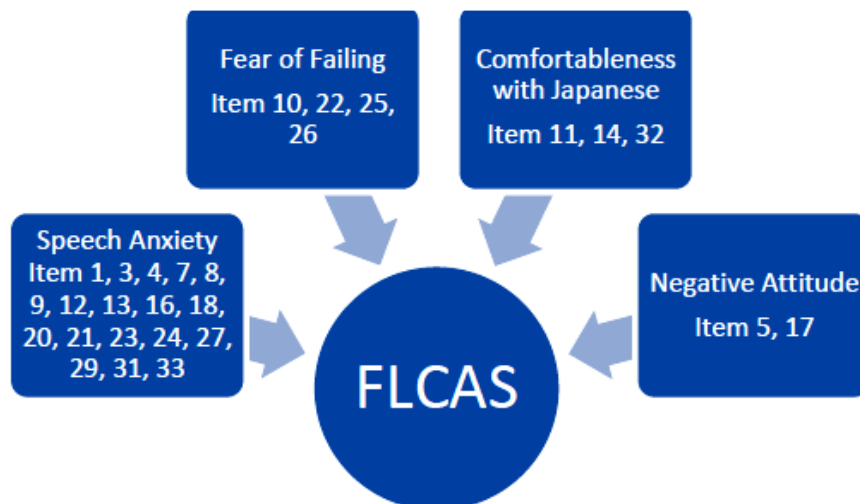 Fear of Failing
Item 10, 22, 25,
26
Comfortableness
with Japanese
Item 11, 14, 32
Speech Anxiety
Item 1, 3, 4, 7, 8,
9, 12, 13, 16, 18,
20, 21, 23, 24, 27,
29, 31, 33
Negative Attitude
Item 5, 17
FLCAS